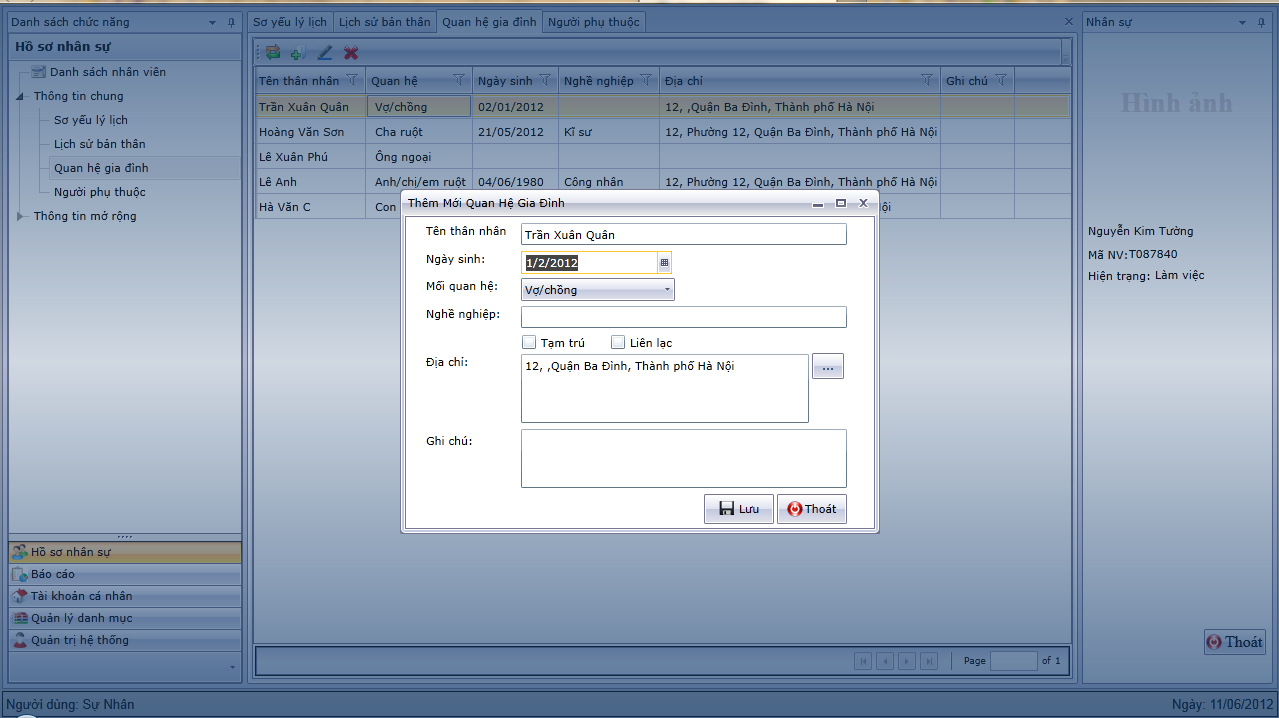 Danh sách chức năng
Hồ sơ nhân sự
Danh sách nhân viên
Thông tin chung
Sơ yếu lý lịch
Lịch sử bản thân
Quan hệ gia đình
Người phụ thuộc
Thông tin mở rộng
Hồ sơ nhân sự
Báo cáo
Tài khoản cá nhân
Quản lý danh mục
Quản trị hệ thống
Sơ yếu lý lịch Lịch sử bản thân Quan hệ gia đình Người phụ thuộc
Tên thân nhân Quan hệ Ngày sinh Nghề nghiệp Địa chỉ Ghi chú
Trần Xuân Quân Vợ/chồng 02/01/2012 12, ,Quận Ba Đình, Thành phố Hà Nội
Hoàng Văn Sơn Cha ruột 21/05/2012 Kĩ sư 12, Phường 12, Quận Ba Đình, Thành phố Hà Nội
Lê Xuân Phú Ông ngoại
Lê Anh Anh/chị/em ruột 04/06/1980 Công nhân 12, Phường 12, Quận Ba Đình, Thành phố Hà Nội
Hà Văn C Con
Thêm Mới Quan Hệ Gia Đình
Tên thân nhân Trần Xuân Quân
Ngày sinh: 1/2/2012
Mối quan hệ: Vợ/chồng
Nghề nghiệp:
Tạm trú Liên lạc
Địa chỉ: 12, ,Quận Ba Đình, Thành phố Hà Nội ...
Ghi chú:
Lưu Thoát
Page of 1
Nhân sự
Hình ảnh
Nguyễn Kim Tường
Mã NV:T087840
Hiện trạng: Làm việc
Thoát
Người dùng: Sự Nhân Ngày: 11/06/2012